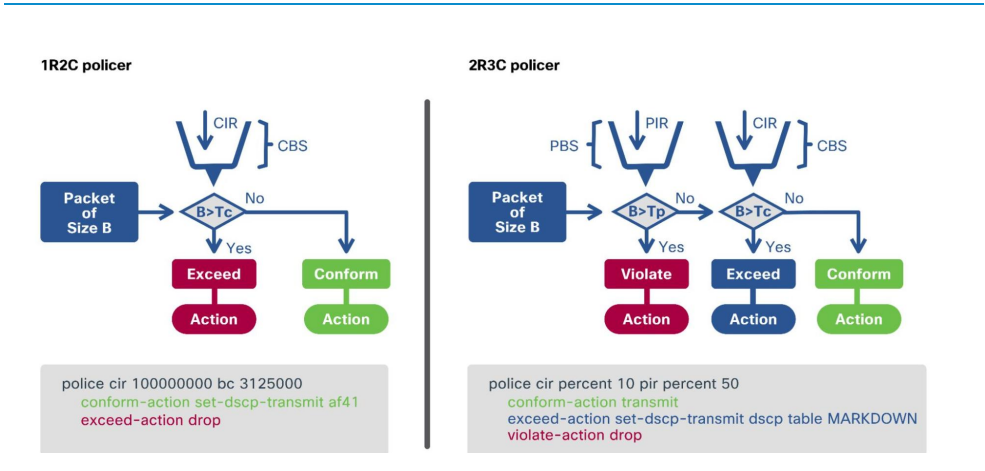 1R2C policer
CIR
CBS
Packet
of
Size B
B>Tc
No
Yes
Exceed
Conform
Action
Action
police cir 100000000 bc 3125000
conform-action set-dscp-transmit af41
exceed-action drop
2R3C policer
PIR
CIR
PBS
CBS
Packet
of
Size B
B>Tp
No
B>Tc
No
Yes
Yes
Violate
Exceed
Conform
Action
Action
Action
police cir percent 10 pir percent 50
conform-action transmit
exceed-action set-dscp-transmit dscp table MARKDOWN
violate-action drop